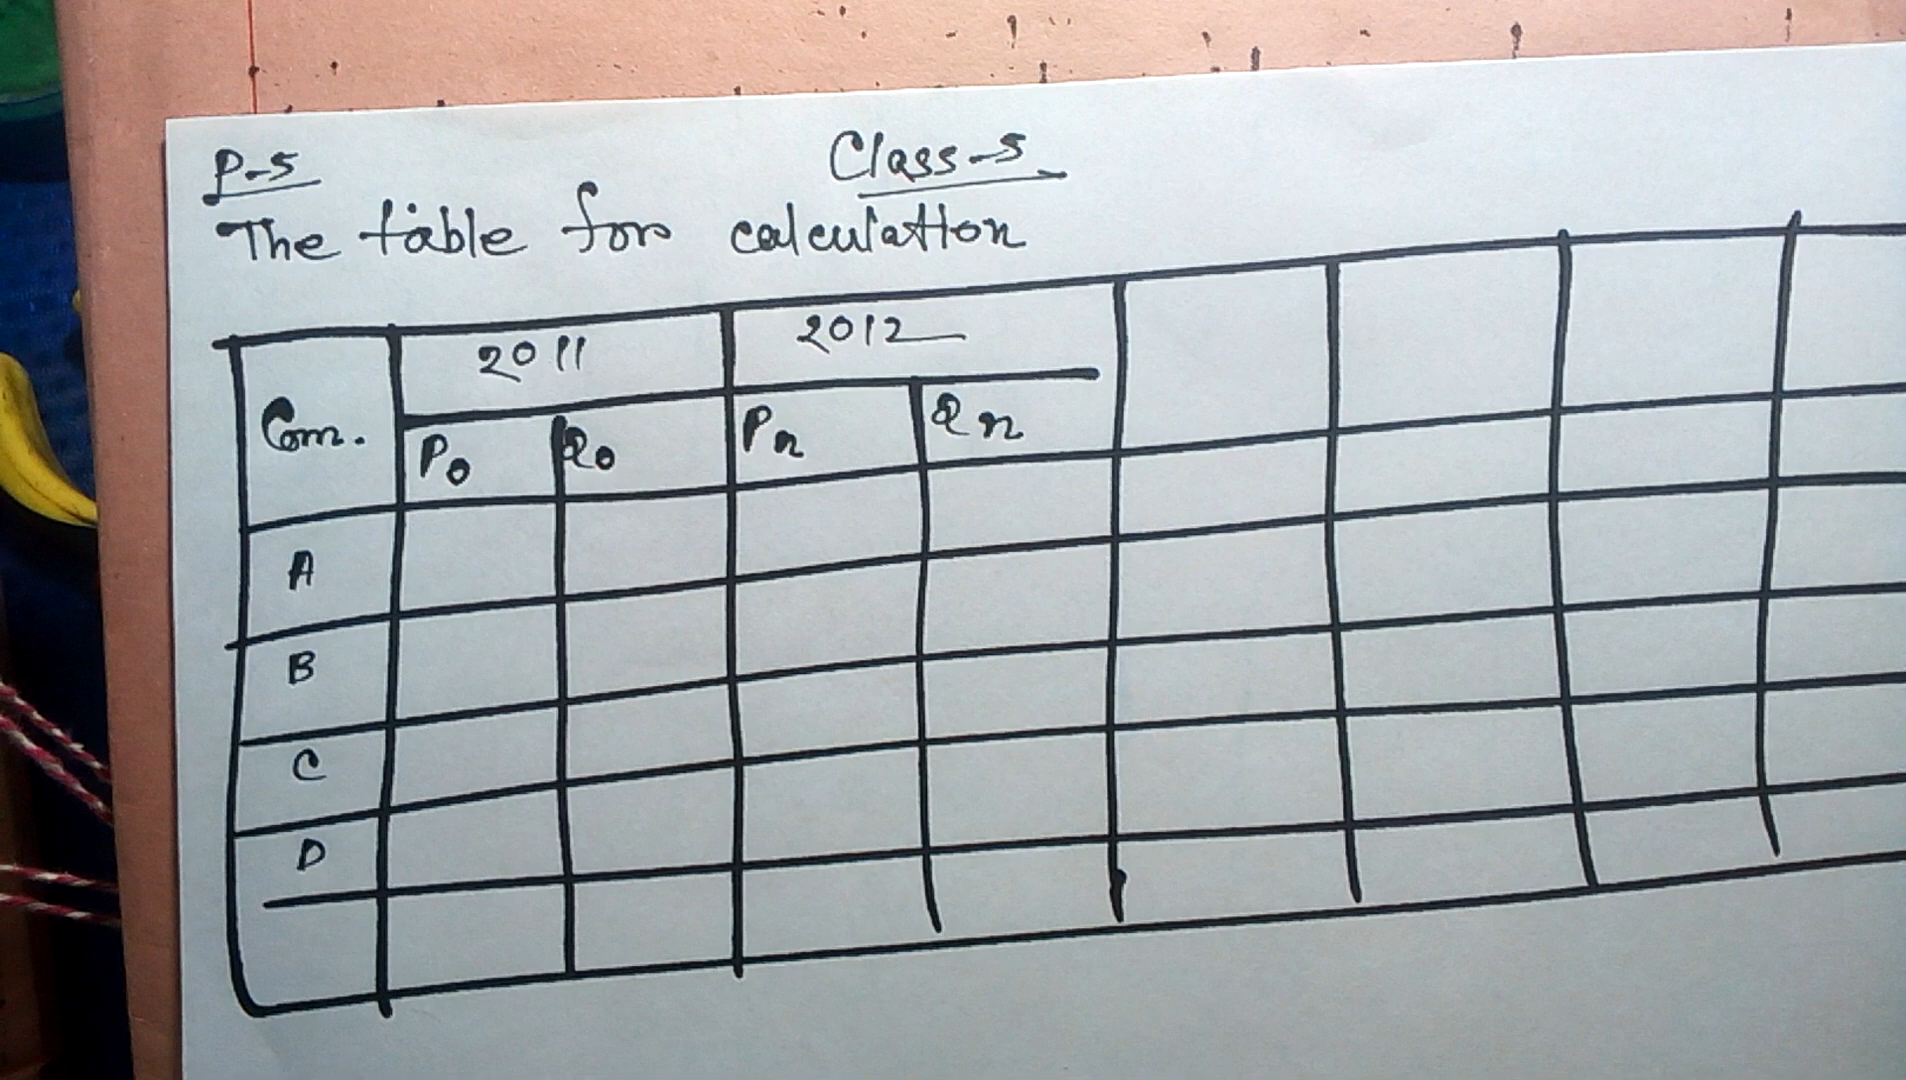 P-5
Class-5
The table for calculation
Com.
2011
2012
P0
Q0
Pn
Qn
A
B
C
D